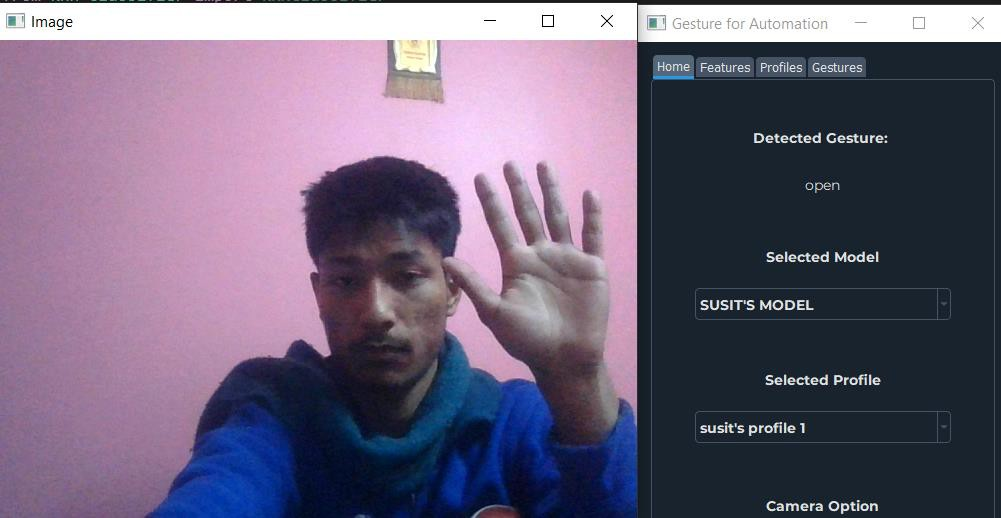 Image
Gesture for Automation
Home Features Profiles Gestures
Detected Gesture:
open
Selected Model
SUSIT'S MODEL
Selected Profile
susit's profile 1
Camera Option